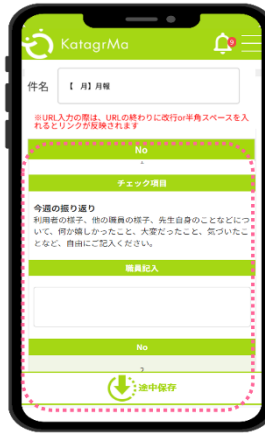 KatagrMa
9
件名
【　月】月報
※URL入力の際は、URLの終わりに改行or半角スペースを入
れるとリンクが反映されます
No
1
チェック項目
今週の振り返り
利用者の様子、他の職員の様子、先生自身のことなどにつ
いて、何か嬉しかったこと、大変だったこと、気づいたこ
となど、自由にご記入ください。
職員記入
No
途中保存